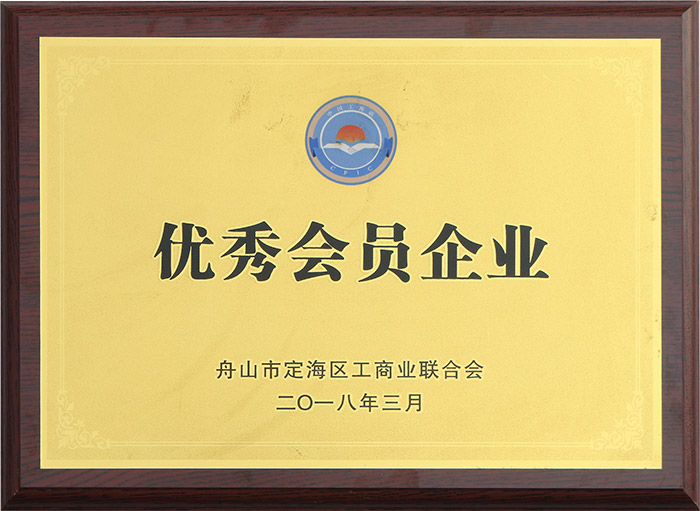 优秀会员企业
舟山市定海区工商业联合会
二〇一八年三月